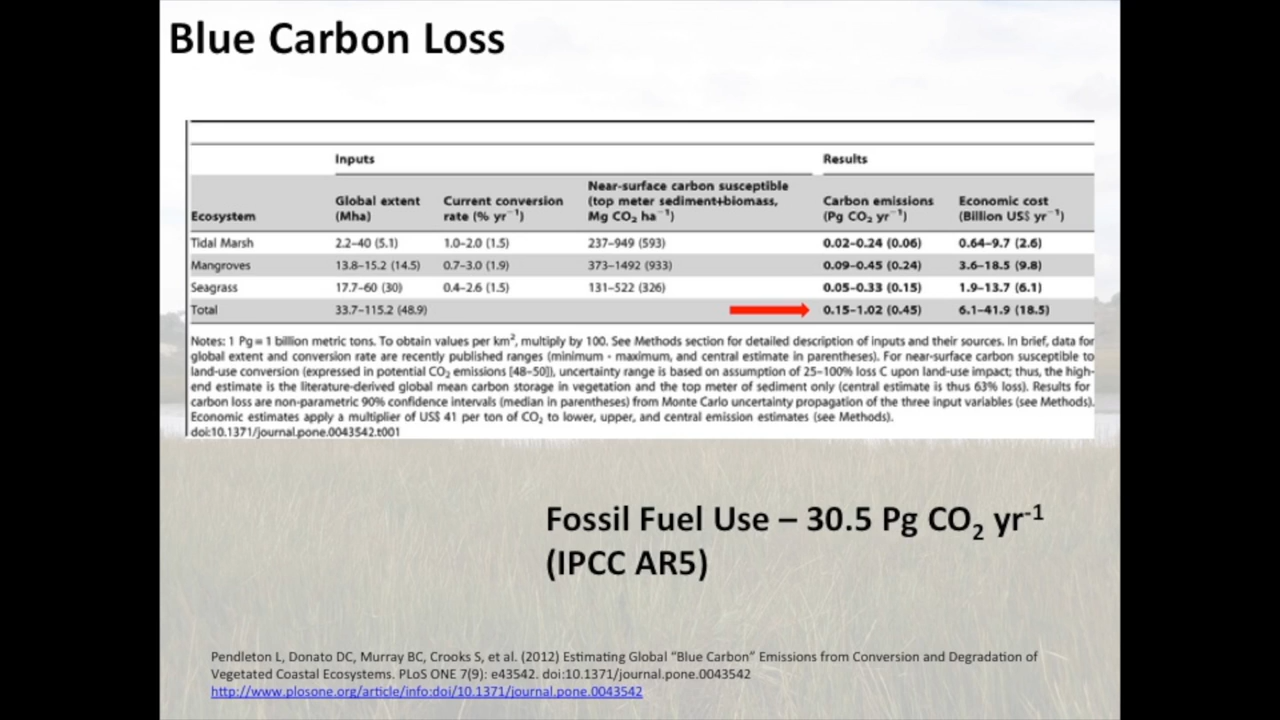 Blue Carbon Loss
Inputs Results
Ecosystem Global extent (Mha) Current conversion rate (% yr⁻¹) Near-surface carbon susceptible (top meter sediment+biomass, Mg CO₂ ha⁻¹) Carbon emissions (Pg CO₂ yr⁻¹) Economic cost (Billion US$ yr⁻¹)
Tidal Marsh 2.2–40 (5.1) 1.0–2.0 (1.5) 237–949 (593) 0.02–0.24 (0.06) 0.64–9.7 (2.6)
Mangroves 13.8–15.2 (14.5) 0.7–3.0 (1.9) 373–1492 (933) 0.09–0.45 (0.24) 3.6–18.5 (9.8)
Seagrass 17.7–60 (30) 0.4–2.6 (1.5) 131–522 (326) 0.05–0.33 (0.15) 1.9–13.7 (6.1)
Total 33.7–115.2 (48.9) 0.15–1.02 (0.45) 6.1–41.9 (18.5)
Notes: 1 Pg = 1 billion metric tons. To obtain values per km², multiply by 100. See Methods section for detailed description of inputs and their sources. In brief, data for
global extent and conversion rate are recently published ranges (minimum - maximum, and central estimate in parentheses). For near-surface carbon susceptible to
land-use conversion (expressed in potential CO₂ emissions [48–50]), uncertainty range is based on assumption of 25–100% loss C upon land-use impact; thus, the high-
end estimate is the literature-derived global mean carbon storage in vegetation and the top meter of sediment only (central estimate is thus 63% loss). Results for
carbon loss are non-parametric 90% confidence intervals (median in parentheses) from Monte Carlo uncertainty propagation of the three input variables (see Methods).
Economic estimates apply a multiplier of US$ 41 per ton of CO₂ to lower, upper, and central emission estimates (see Methods).
doi:10.1371/journal.pone.0043542.t001
Fossil Fuel Use – 30.5 Pg CO₂ yr⁻¹
(IPCC AR5)
Pendleton L, Donato DC, Murray BC, Crooks S, et al. (2012) Estimating Global “Blue Carbon” Emissions from Conversion and Degradation of
Vegetated Coastal Ecosystems. PLoS ONE 7(9): e43542. doi:10.1371/journal.pone.0043542
http://www.plosone.org/article/info:doi/10.1371/journal.pone.0043542